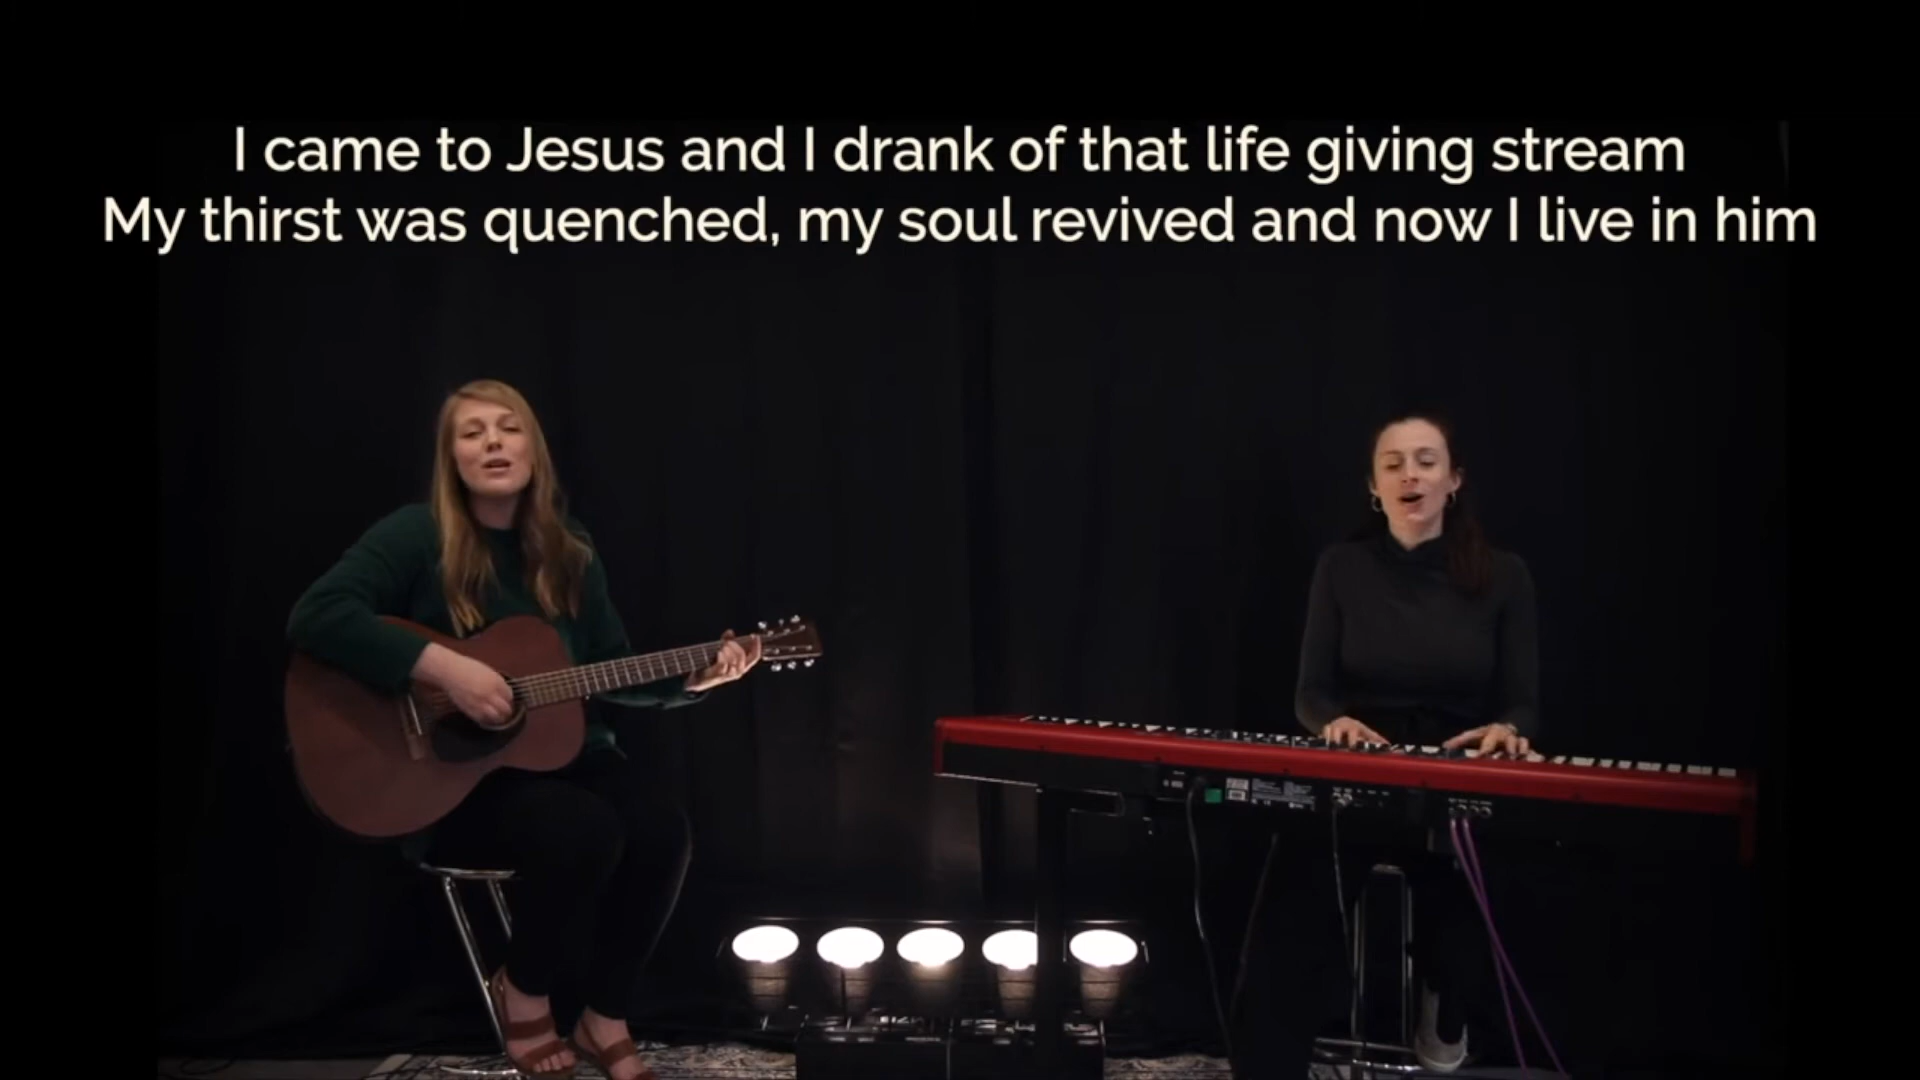 I came to Jesus and I drank of that life giving stream
My thirst was quenched, my soul revived and now I live in him